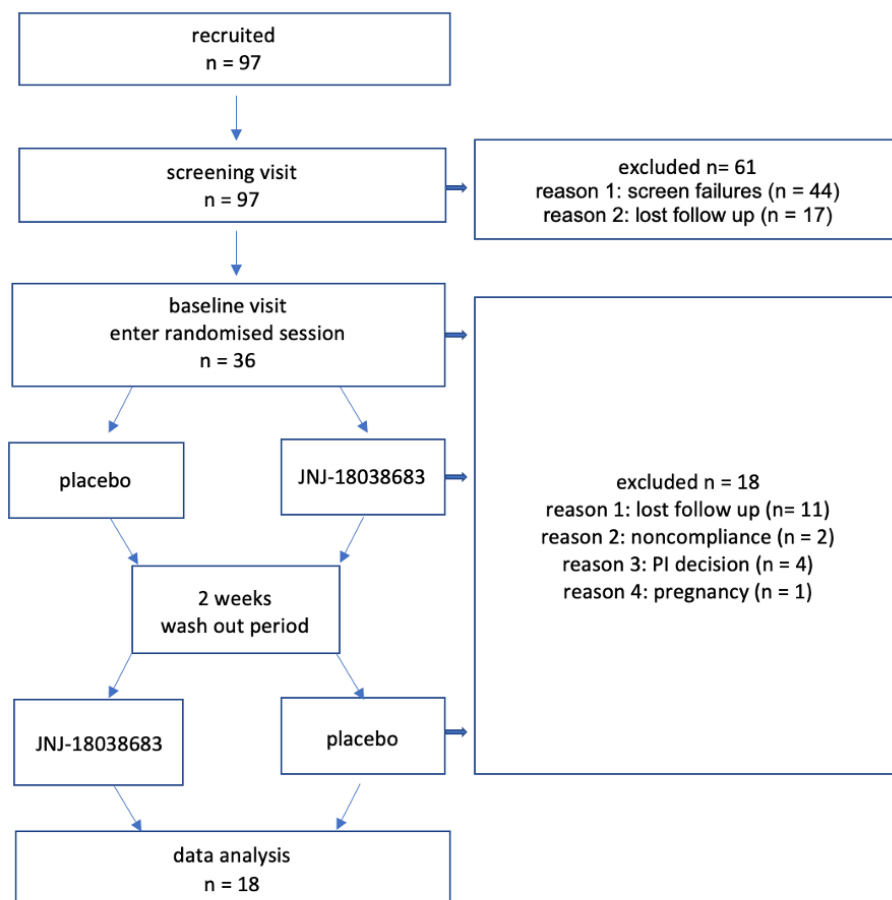 recruited
n = 97
screening visit
n = 97
excluded n= 61
reason 1: screen failures (n = 44)
reason 2: lost follow up (n = 17)
baseline visit
enter randomised session
n = 36
placebo
JNJ-18038683
excluded n = 18
reason 1: lost follow up (n= 11)
reason 2: noncompliance (n = 2)
reason 3: PI decision (n = 4)
reason 4: pregnancy (n = 1)
2 weeks
wash out period
JNJ-18038683
placebo
data analysis
n = 18